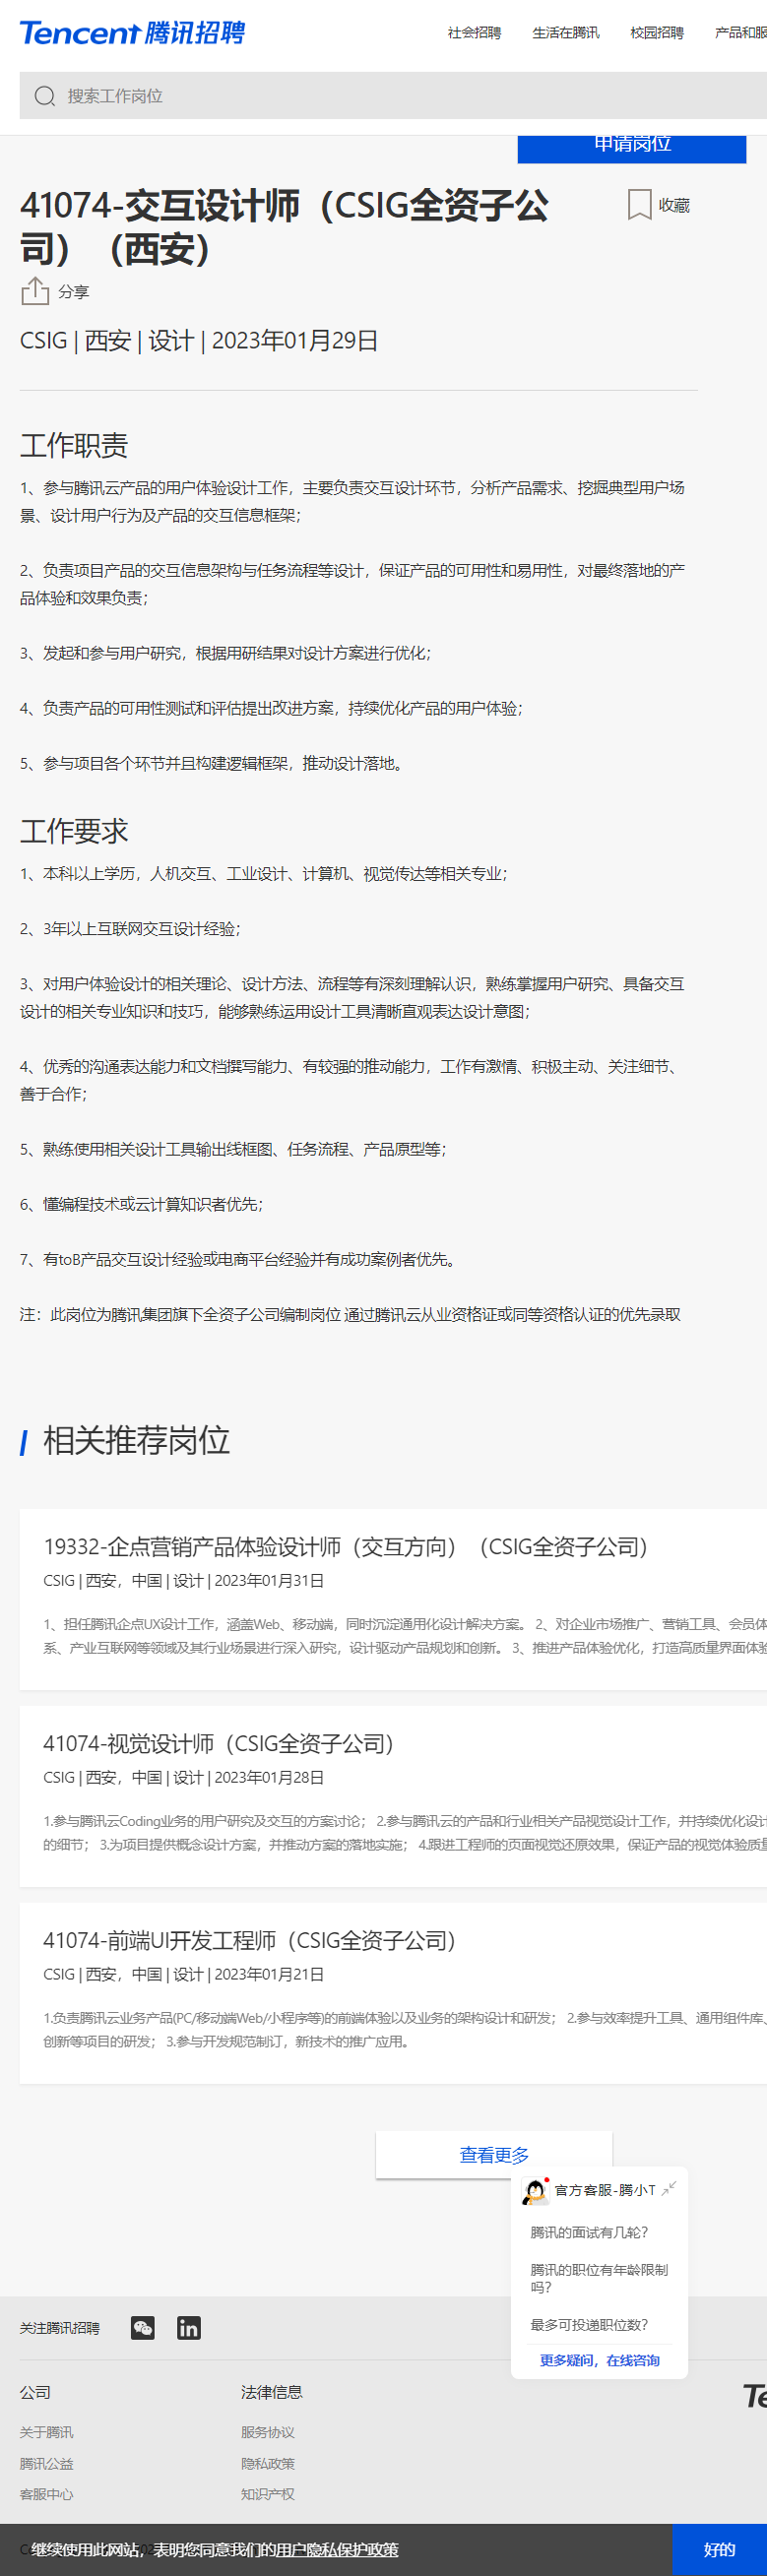 Tencent 腾讯招聘
社会招聘 生活在腾讯 校园招聘 产品和服
搜索工作岗位
申请岗位
41074-交互设计师（CSIG全资子公
司）（西安）
收藏
分享
CSIG | 西安 | 设计 | 2023年01月29日
工作职责
1、参与腾讯云产品的用户体验设计工作，主要负责交互设计环节，分析产品需求、挖掘典型用户场
景、设计用户行为及产品的交互信息框架；
2、负责项目产品的交互信息架构与任务流程等设计，保证产品的可用性和易用性，对最终落地的产
品体验和效果负责；
3、发起和参与用户研究，根据用研结果对设计方案进行优化；
4、负责产品的可用性测试和评估提出改进方案，持续优化产品的用户体验；
5、参与项目各个环节并且构建逻辑框架，推动设计落地。
工作要求
1、本科以上学历，人机交互、工业设计、计算机、视觉传达等相关专业；
2、3年以上互联网交互设计经验；
3、对用户体验设计的相关理论、设计方法、流程等有深刻理解认识，熟练掌握用户研究、具备交互
设计的相关专业知识和技巧，能够熟练运用设计工具清晰直观表达设计意图；
4、优秀的沟通表达能力和文档撰写能力、有较强的推动能力，工作有激情、积极主动、关注细节、
善于合作；
5、熟练使用相关设计工具输出线框图、任务流程、产品原型等；
6、懂编程技术或云计算知识者优先；
7、有toB产品交互设计经验或电商平台经验并有成功案例者优先。
注：此岗位为腾讯集团旗下全资子公司编制岗位 通过腾讯云从业资格证或同等资格认证的优先录取
相关推荐岗位
19332-企点营销产品体验设计师（交互方向）（CSIG全资子公司）
CSIG | 西安，中国 | 设计 | 2023年01月31日
1、担任腾讯企点UX设计工作，涵盖Web、移动端，同时沉淀通用化设计解决方案。 2、对企业市场推广、营销工具、会员体
系、产业互联网等领域及其行业场景进行深入研究，设计驱动产品规划和创新。 3、推进产品体验优化，打造高质量界面体验
41074-视觉设计师（CSIG全资子公司）
CSIG | 西安，中国 | 设计 | 2023年01月28日
1.参与腾讯云Coding业务的用户研究及交互的方案讨论； 2.参与腾讯云的产品和行业相关产品视觉设计工作，并持续优化设计
的细节； 3.为项目提供概念设计方案，并推动方案的落地实施； 4.跟进工程师的页面视觉还原效果，保证产品的视觉体验质量
41074-前端UI开发工程师（CSIG全资子公司）
CSIG | 西安，中国 | 设计 | 2023年01月21日
1.负责腾讯云业务产品(PC/移动端Web/小程序等)的前端体验以及业务的架构设计和研发； 2.参与效率提升工具、通用组件库、
创新等项目的研发； 3.参与开发规范制订，新技术的推广应用。
查看更多
官方客服-腾小T
腾讯的面试有几轮？
腾讯的职位有年龄限制
吗？
最多可投递职位数？
更多疑问，在线咨询
关注腾讯招聘
公司 法律信息
Te
关于腾讯 服务协议
腾讯公益 隐私政策
客服中心 知识产权
继续使用此网站，表明您同意我们的用户隐私保护政策
好的